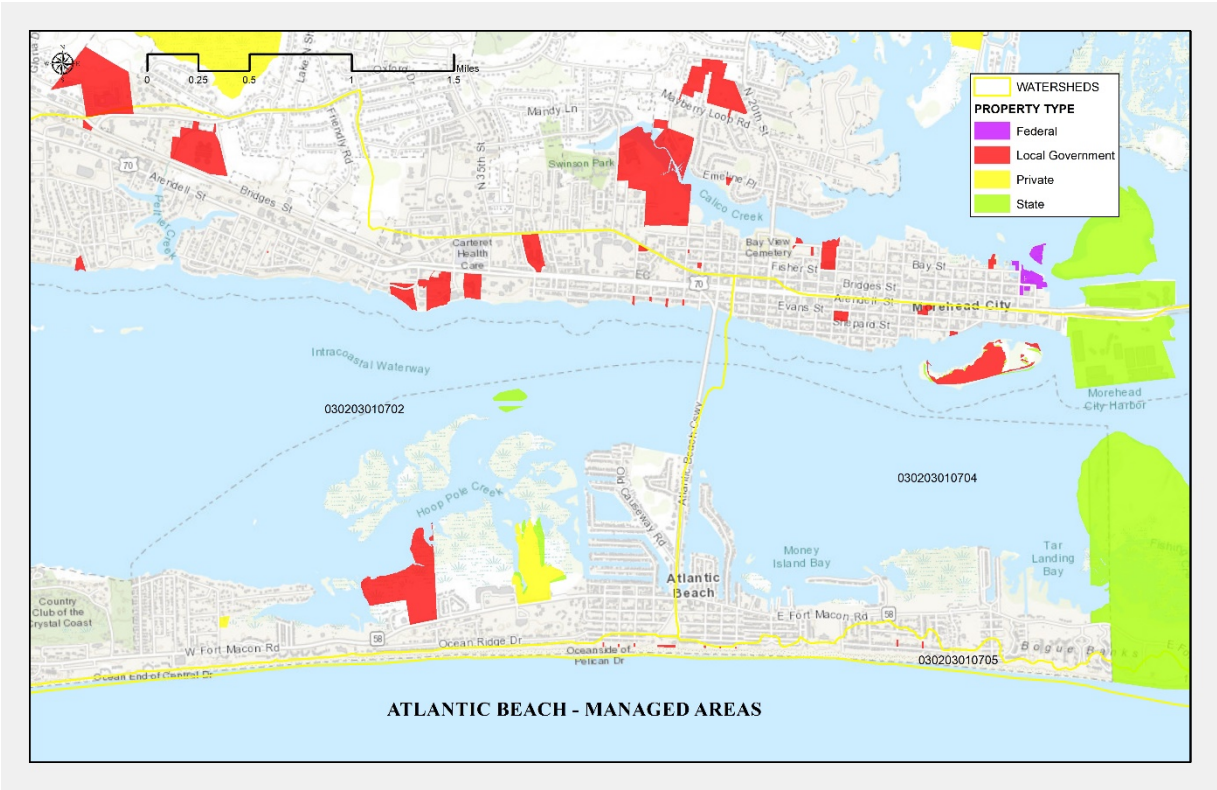 WATERSHEDS
PROPERTY TYPE
Federal
Local Government
Private
State
0 0.25 0.5 1 1.5
Miles
Lake N St
Oxford Dr
Friendly Rd
Mandy Ln
N 35th St
Mayberry Loop Rd
N 20th St
Swinson Park
Emeline Pl
Calico Creek
70
Arendell St
Bridges St
Carteret
Health
Care
Bay View
Cemetery
Fisher St
Bay St
70
Bridges St
Arendell St
Evans St
Morehead City
Shepard St
Intracoastal Waterway
Morehead
City Harbor
030203010702
Atlantic Beach Cswy
030203010704
Old Causeway Rd
Hoop Pole Creek
Money
Island Bay
Tar
Landing
Bay
Atlantic
Beach
Country
Club of the
Crystal Coast
E Fort Macon Rd
58
58
W Fort Macon Rd
Ocean Ridge Dr
Oceanside of
Pelican Dr
Bogue Banks
030203010705
Ocean End of Central Dr
ATLANTIC BEACH - MANAGED AREAS